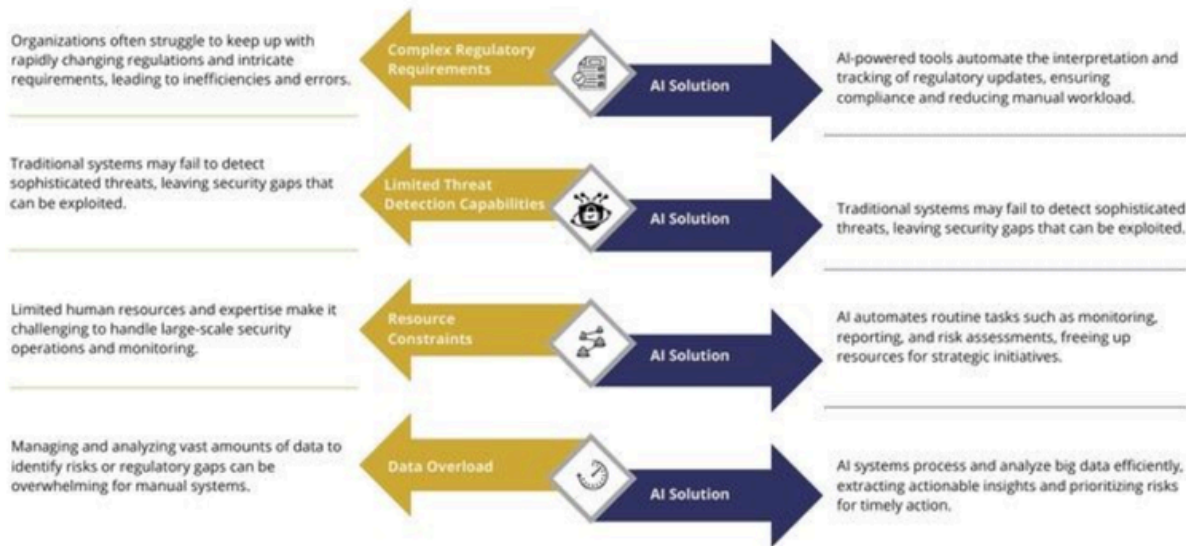 Organizations often struggle to keep up with
rapidly changing regulations and intricate
requirements, leading to inefficiencies and errors.
Complex Regulatory
Requirements
AI Solution
AI-powered tools automate the interpretation and
tracking of regulatory updates, ensuring
compliance and reducing manual workload.
Traditional systems may fail to detect
sophisticated threats, leaving security gaps that
can be exploited.
Limited Threat
Detection Capabilities
AI Solution
Traditional systems may fail to detect sophisticated
threats, leaving security gaps that can be exploited.
Limited human resources and expertise make it
challenging to handle large-scale security
operations and monitoring.
Resource
Constraints
AI Solution
AI automates routine tasks such as monitoring,
reporting, and risk assessments, freeing up
resources for strategic initiatives.
Managing and analyzing vast amounts of data to
identify risks or regulatory gaps can be
overwhelming for manual systems.
Data Overload
AI Solution
AI systems process and analyze big data efficiently,
extracting actionable insights and prioritizing risks
for timely action.